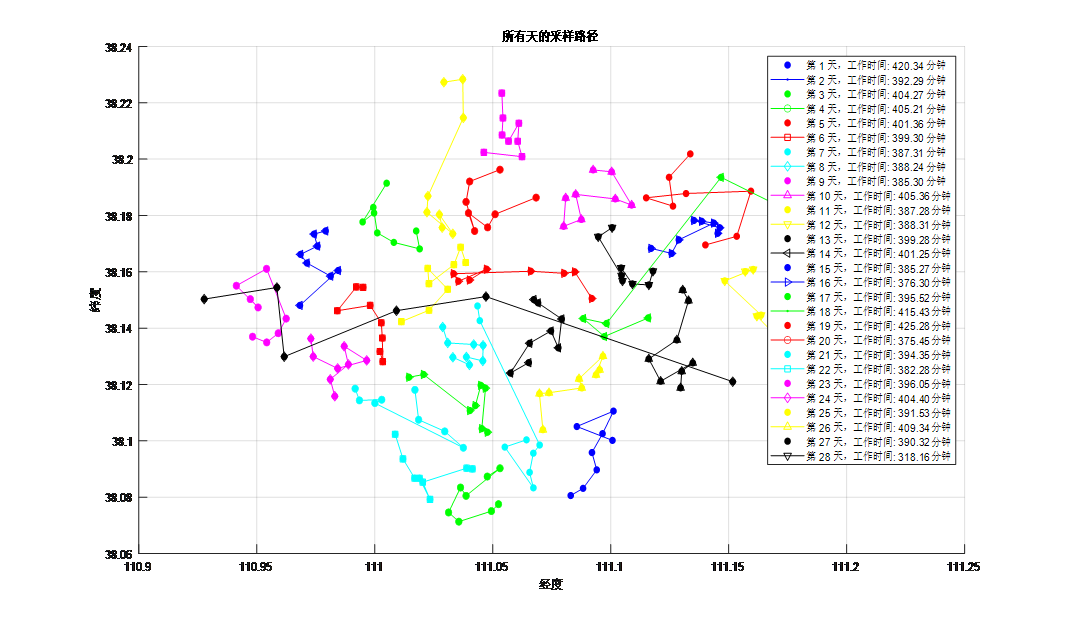 所有天的采样路径
38.24
38.22
38.2
38.18
38.16
38.14
38.12
38.1
38.08
38.06
纬度
110.9
110.95
111
111.05
111.1
111.15
111.2
111.25
经度
第 1 天，工作时间: 420.34 分钟
第 2 天，工作时间: 392.29 分钟
第 3 天，工作时间: 404.27 分钟
第 4 天，工作时间: 405.21 分钟
第 5 天，工作时间: 401.36 分钟
第 6 天，工作时间: 399.30 分钟
第 7 天，工作时间: 387.31 分钟
第 8 天，工作时间: 388.24 分钟
第 9 天，工作时间: 385.30 分钟
第 10 天，工作时间: 405.36 分钟
第 11 天，工作时间: 387.28 分钟
第 12 天，工作时间: 388.31 分钟
第 13 天，工作时间: 399.28 分钟
第 14 天，工作时间: 401.25 分钟
第 15 天，工作时间: 385.27 分钟
第 16 天，工作时间: 376.30 分钟
第 17 天，工作时间: 395.52 分钟
第 18 天，工作时间: 415.43 分钟
第 19 天，工作时间: 425.28 分钟
第 20 天，工作时间: 375.45 分钟
第 21 天，工作时间: 394.35 分钟
第 22 天，工作时间: 382.28 分钟
第 23 天，工作时间: 396.05 分钟
第 24 天，工作时间: 404.40 分钟
第 25 天，工作时间: 391.53 分钟
第 26 天，工作时间: 409.34 分钟
第 27 天，工作时间: 390.32 分钟
第 28 天，工作时间: 318.16 分钟